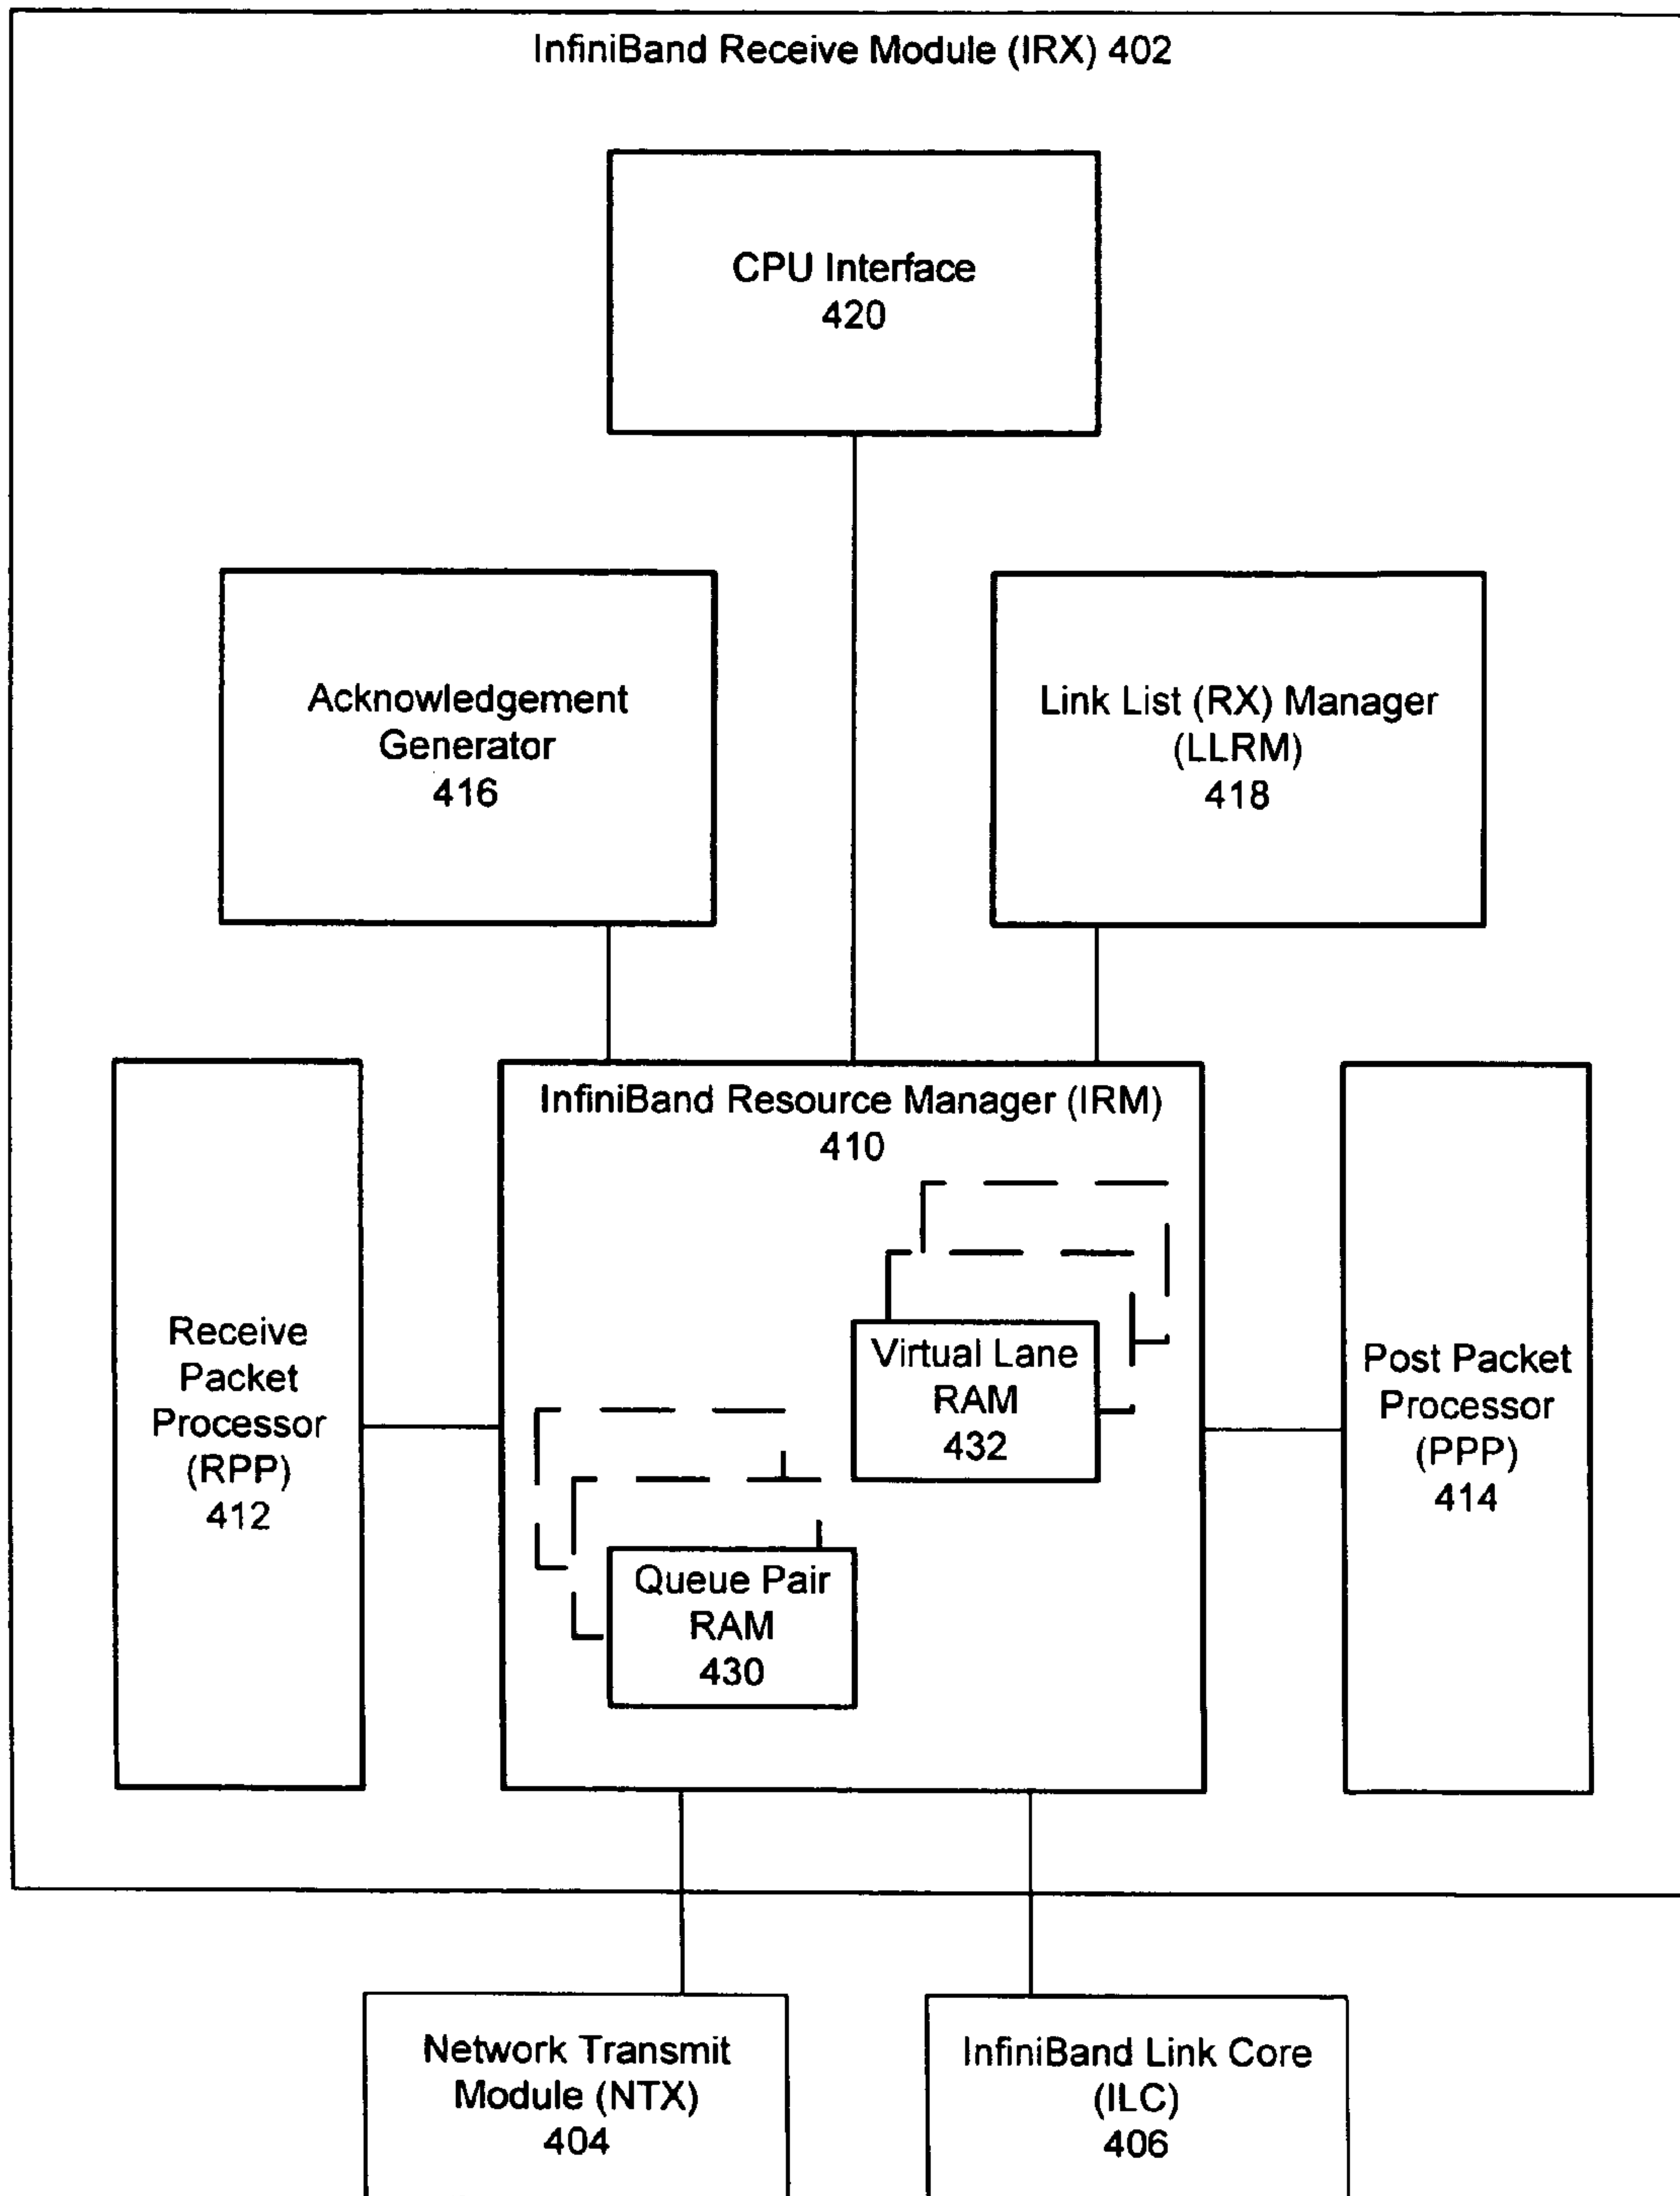 InfiniBand Receive Module (IRX) 402
CPU Interface
420
Acknowledgement
Generator
416
Link List (RX) Manager
(LLRM)
418
InfiniBand Resource Manager (IRM)
410
Receive
Packet
Processor
(RPP)
412
Virtual Lane
RAM
432
Queue Pair
RAM
430
Post Packet
Processor
(PPP)
414
Network Transmit
Module (NTX)
404
InfiniBand Link Core
(ILC)
406